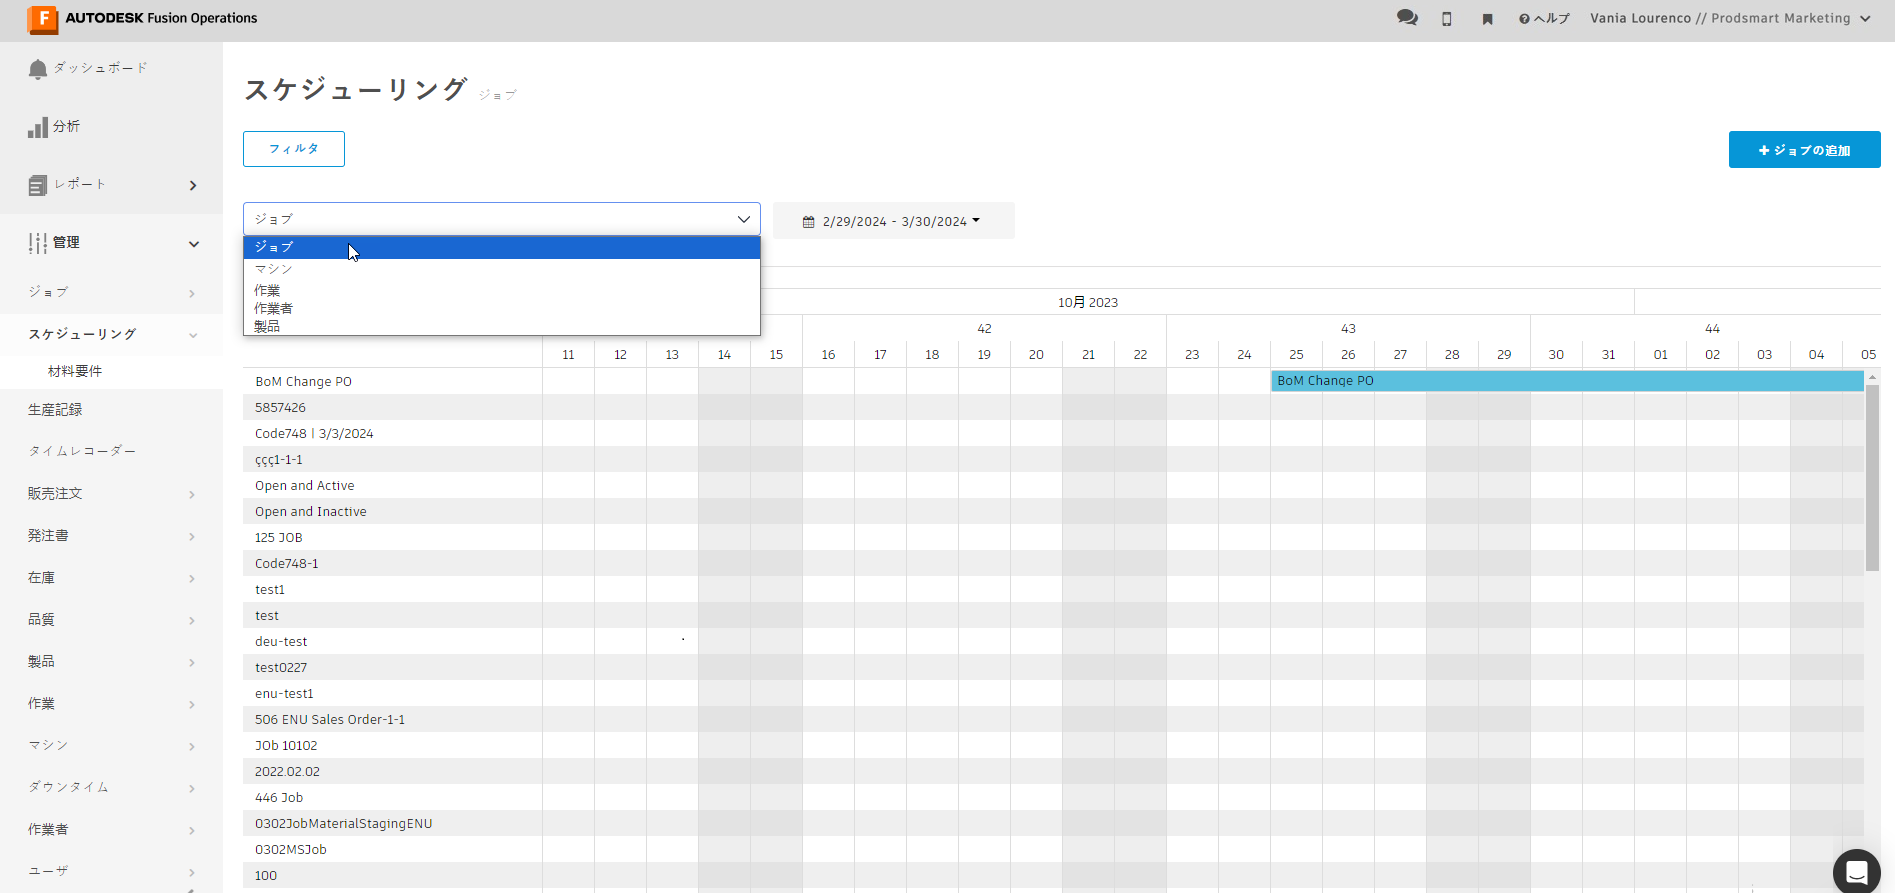 AUTODESK Fusion Operations
ヘルプ
Vania Lourenco // Prodsmart Marketing
ダッシュボード
分析
レポート
管理
ジョブ
スケジューリング
材料要件
生産記録
タイムレコーダー
販売注文
発注書
在庫
品質
製品
作業
マシン
ダウンタイム
作業者
ユーザ
スケジューリング ジョブ
フィルタ
+ ジョブの追加
ジョブ
2/29/2024 - 3/30/2024
ジョブ
マシン
作業
作業者
製品
10月 2023
42 43 44
11 12 13 14 15 16 17 18 19 20 21 22 23 24 25 26 27 28 29 30 31 01 02 03 04 05
BoM Change PO BoM Change PO
5857426
Code748 | 3/3/2024
ççç1-1-1
Open and Active
Open and Inactive
125 JOB
Code748-1
test1
test
deu-test
test0227
enu-test1
506 ENU Sales Order-1-1
JOb 10102
2022.02.02
446 Job
0302JobMaterialStagingENU
0302MSJob
100